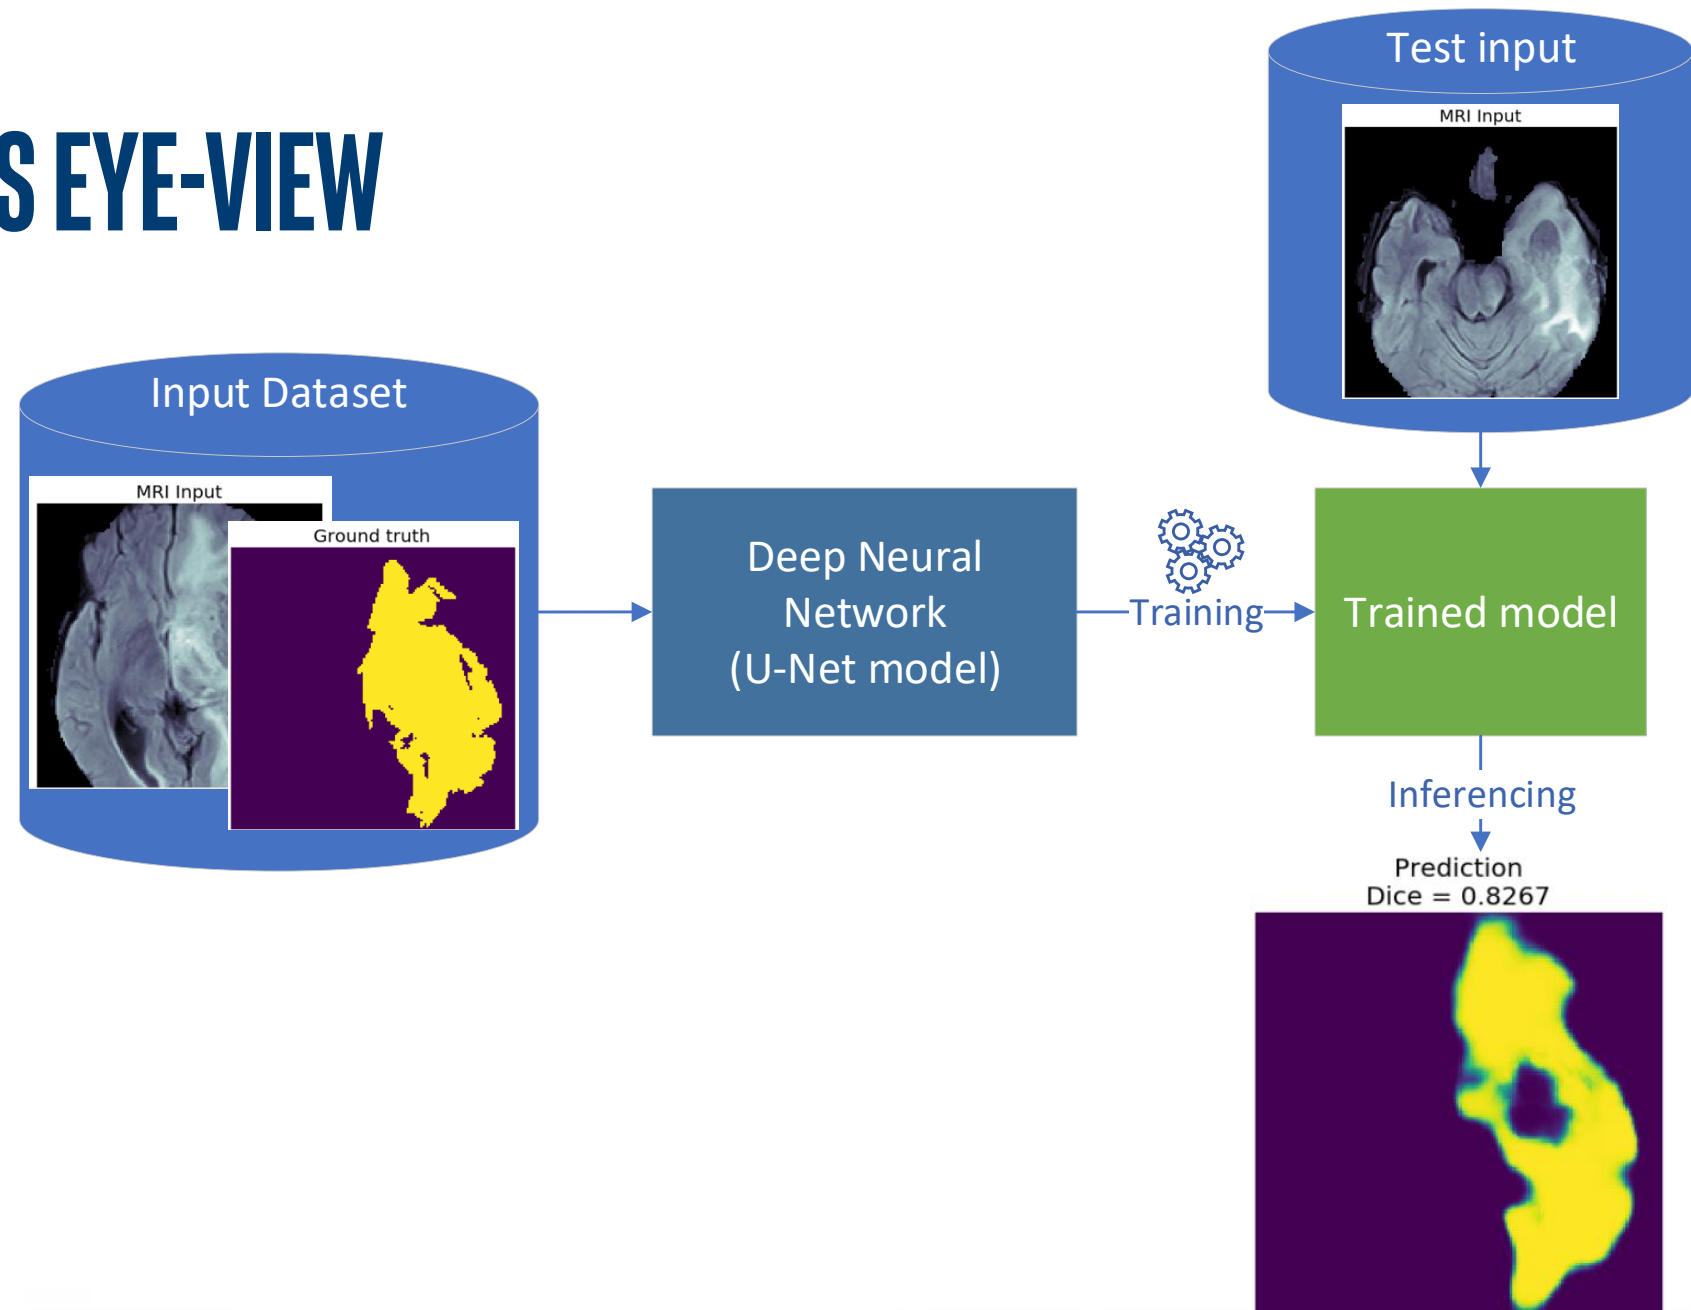 S EYE-VIEW
Test input
MRI Input
Input Dataset
MRI Input
Ground truth
Deep Neural
Network
(U-Net model)
Training
Trained model
Inferencing
Prediction
Dice = 0.8267